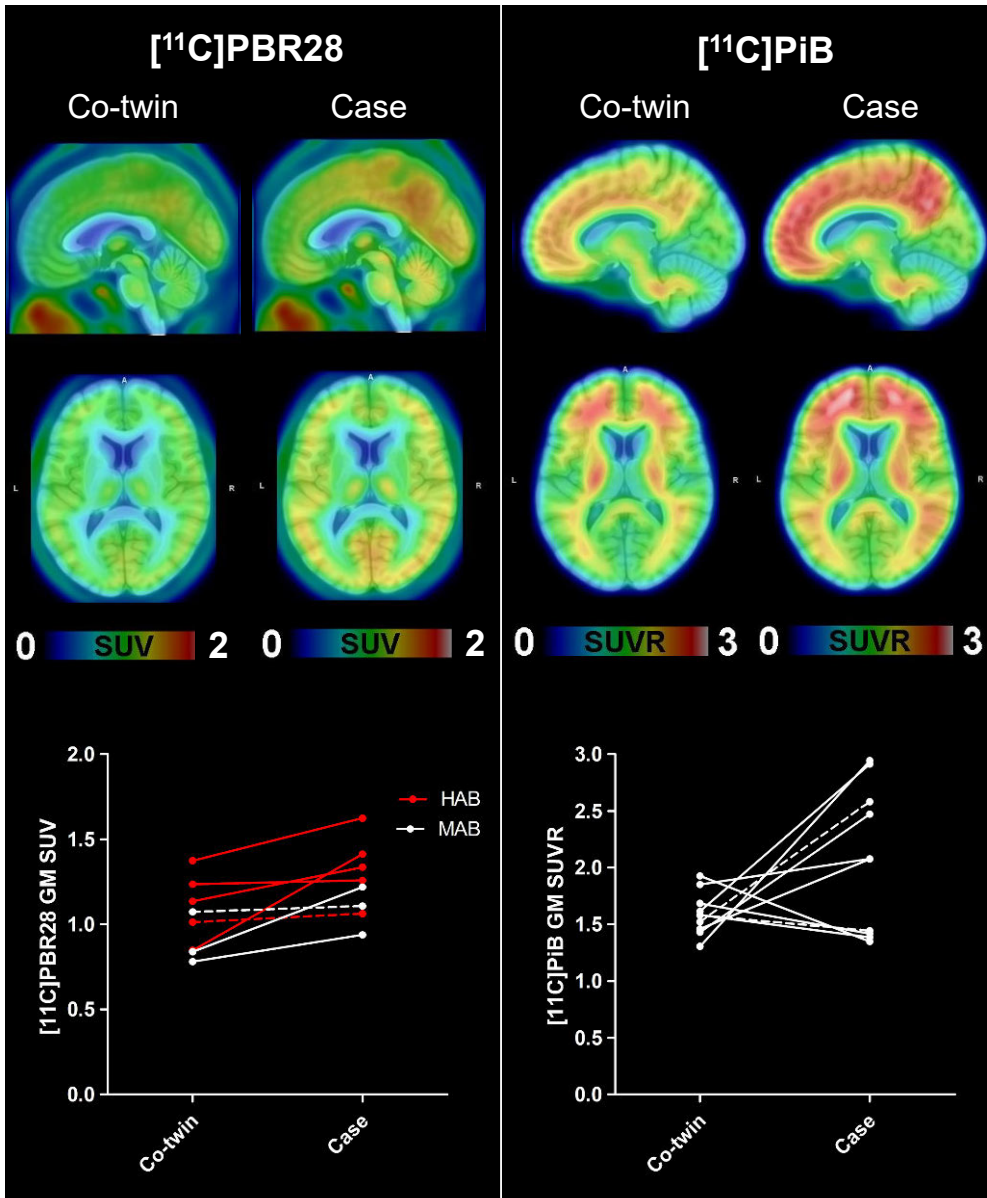 [¹¹C]PBR28
Co-twin Case
A A
L R L R
0 SUV 2 0 SUV 2
[11C]PBR28 GM SUV
2.0
1.5
1.0
0.5
0.0
HAB
MAB
Co-twin
Case
[¹¹C]PiB
Co-twin Case
A A
L R L R
0 SUVR 3 0 SUVR 3
[11C]PiB GM SUVR
3.0
2.5
2.0
1.5
1.0
0.5
0.0
Co-twin
Case